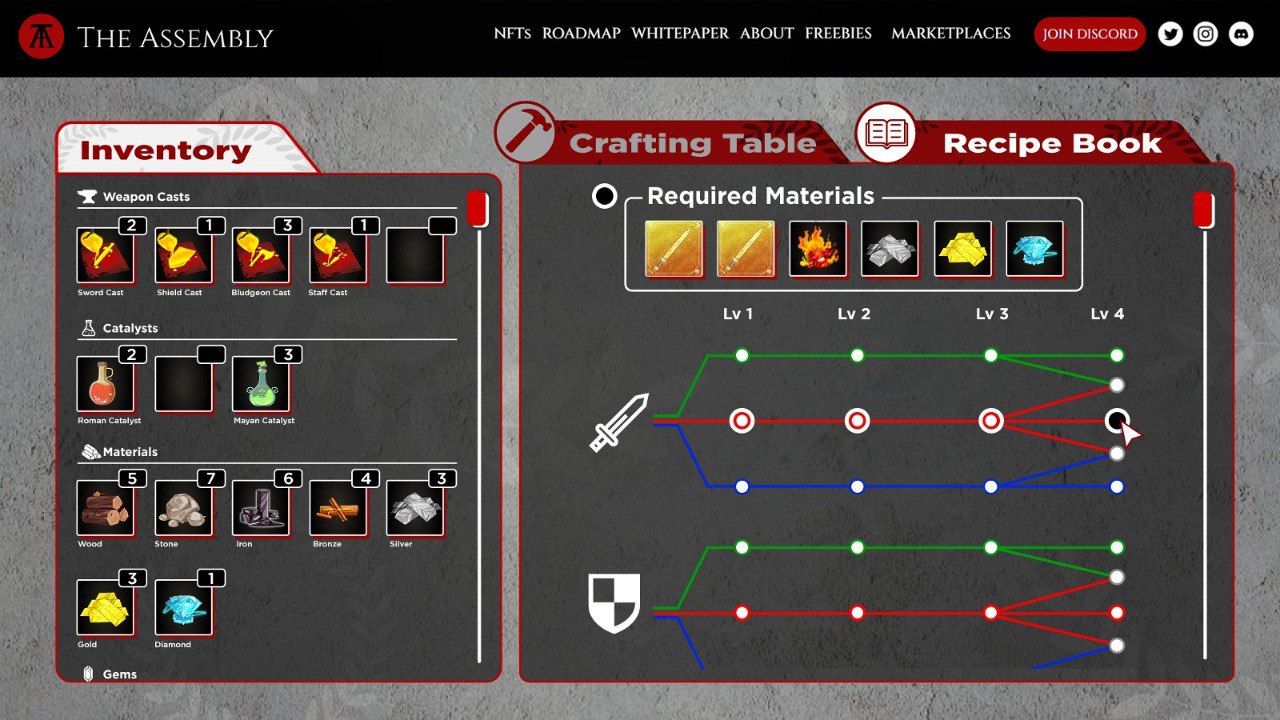 THE ASSEMBLY
NFTs ROADMAP WHITEPAPER ABOUT FREEBIES MARKETPLACES JOIN DISCORD
Inventory
Crafting Table
Recipe Book
Weapon Casts
2 1 3 1
Sword Cast Shield Cast Bludgeon Cast Staff Cast
Catalysts
2 3
Roman Catalyst Mayan Catalyst
Materials
5 7 6 4 3
Wood Stone Iron Bronze Silver
3 1
Gold Diamond
Gems
Required Materials
Lv 1 Lv 2 Lv 3 Lv 4